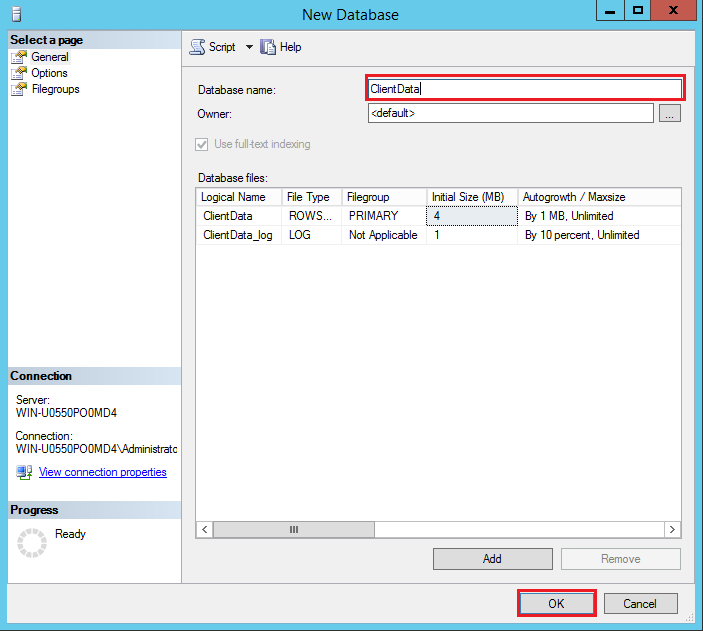 New Database
Select a page
General
Options
Filegroups
Script
Help
Database name:
ClientData
Owner:
<default>
...
Use full-text indexing
Database files:
Logical Name File Type Filegroup Initial Size (MB) Autogrowth / Maxsize
ClientData ROWS... PRIMARY 4 By 1 MB, Unlimited
ClientData_log LOG Not Applicable 1 By 10 percent, Unlimited
Connection
Server:
WIN-U0550PO0MD4
Connection:
WIN-U0550PO0MD4\Administrato
View connection properties
Progress
Ready
Add
Remove
OK
Cancel